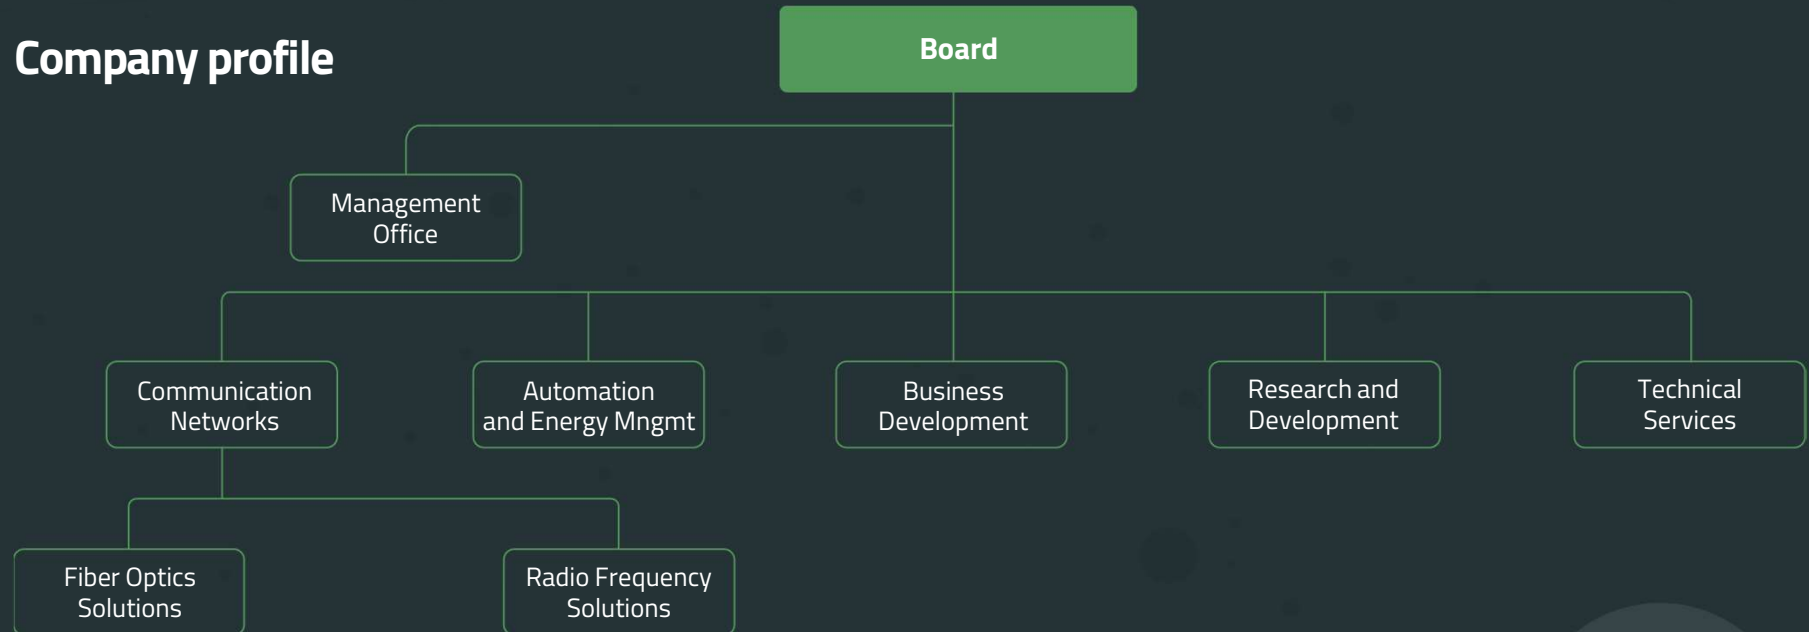 Company profile
Board
Management
Office
Communication
Networks
Automation
and Energy Mngmt
Business
Development
Research and
Development
Technical
Services
Fiber Optics
Solutions
Radio Frequency
Solutions